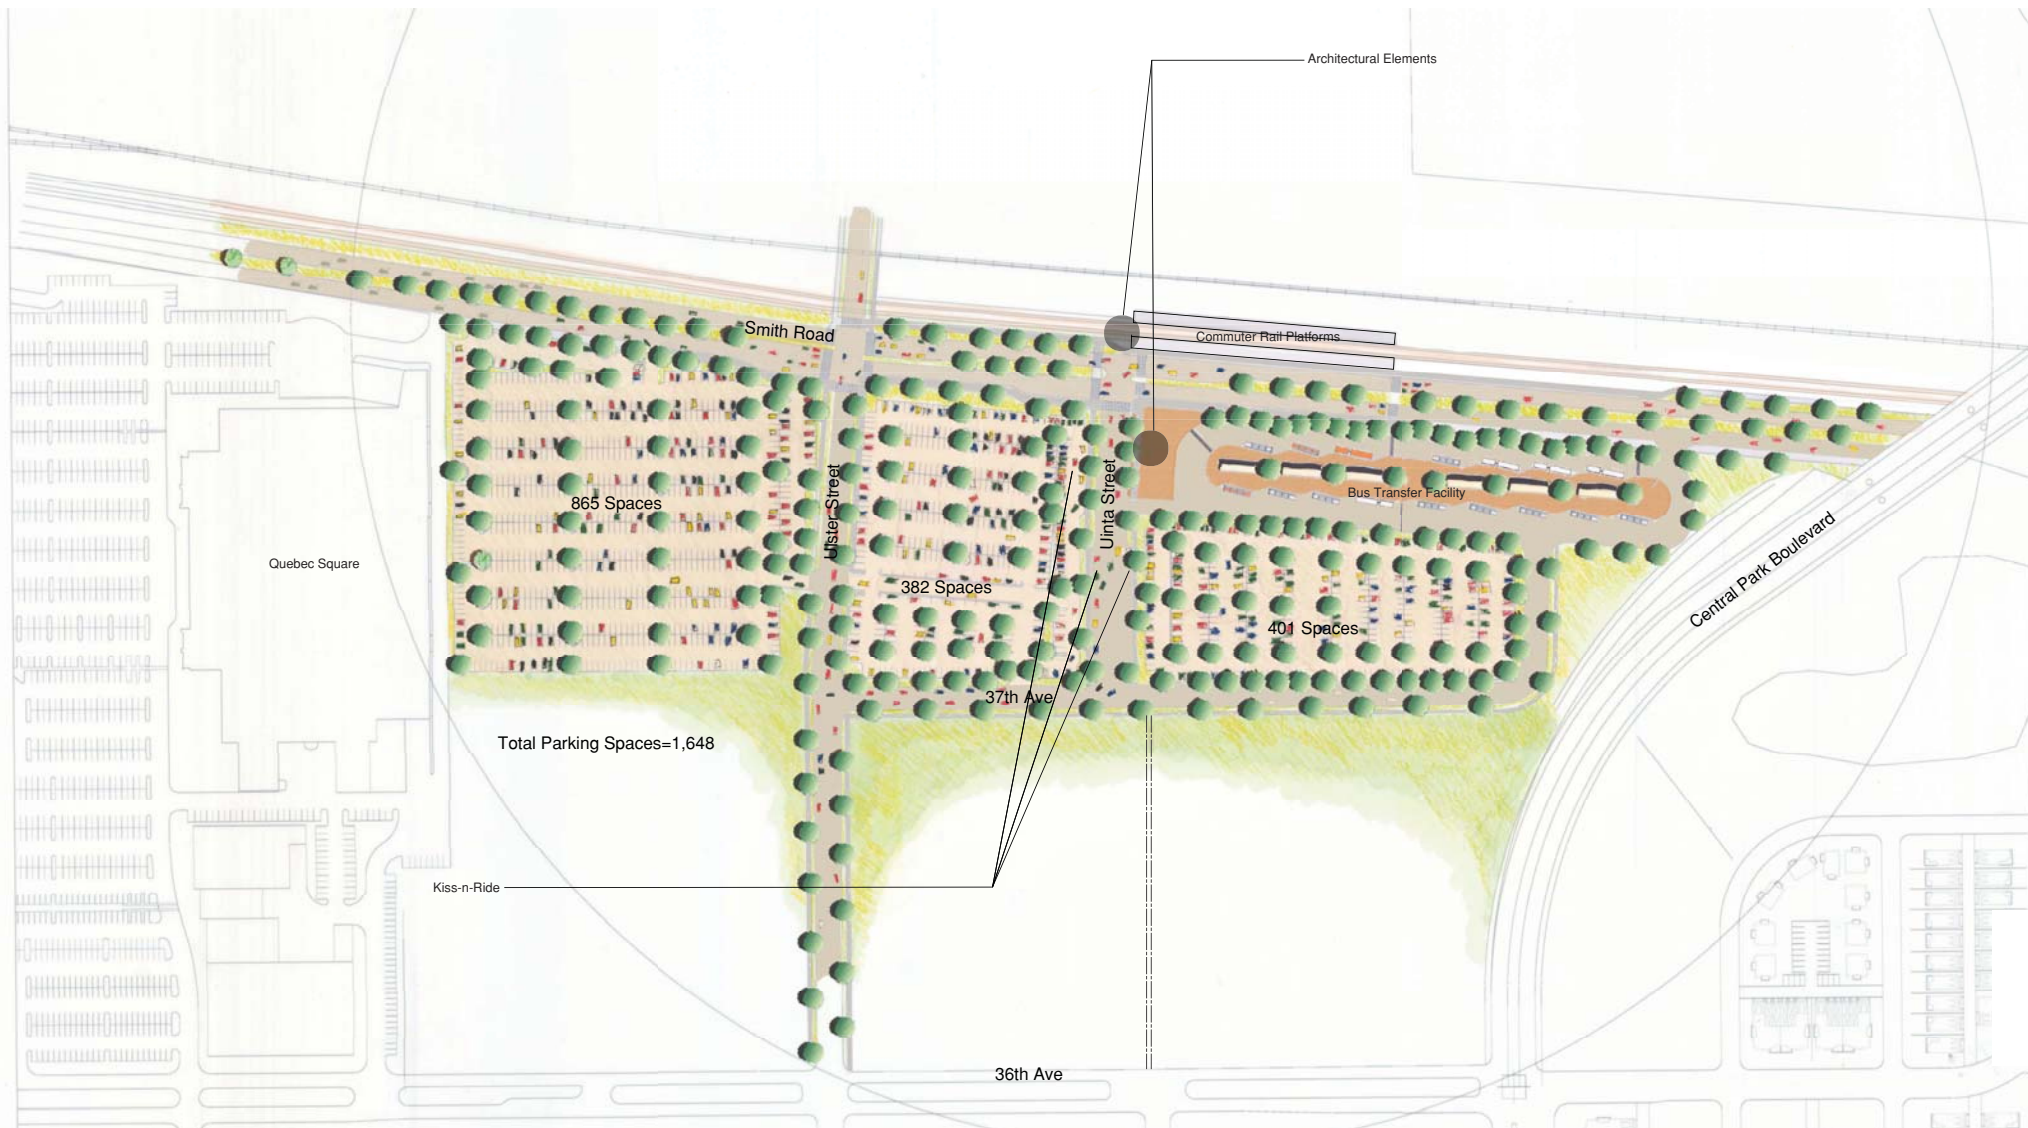 Architectural Elements
Smith Road
Commuter Rail Platforms
865 Spaces
Ulster Street
Uinta Street
Bus Transfer Facility
Central Park Boulevard
Quebec Square
382 Spaces
401 Spaces
37th Ave
Total Parking Spaces=1,648
Kiss-n-Ride
36th Ave